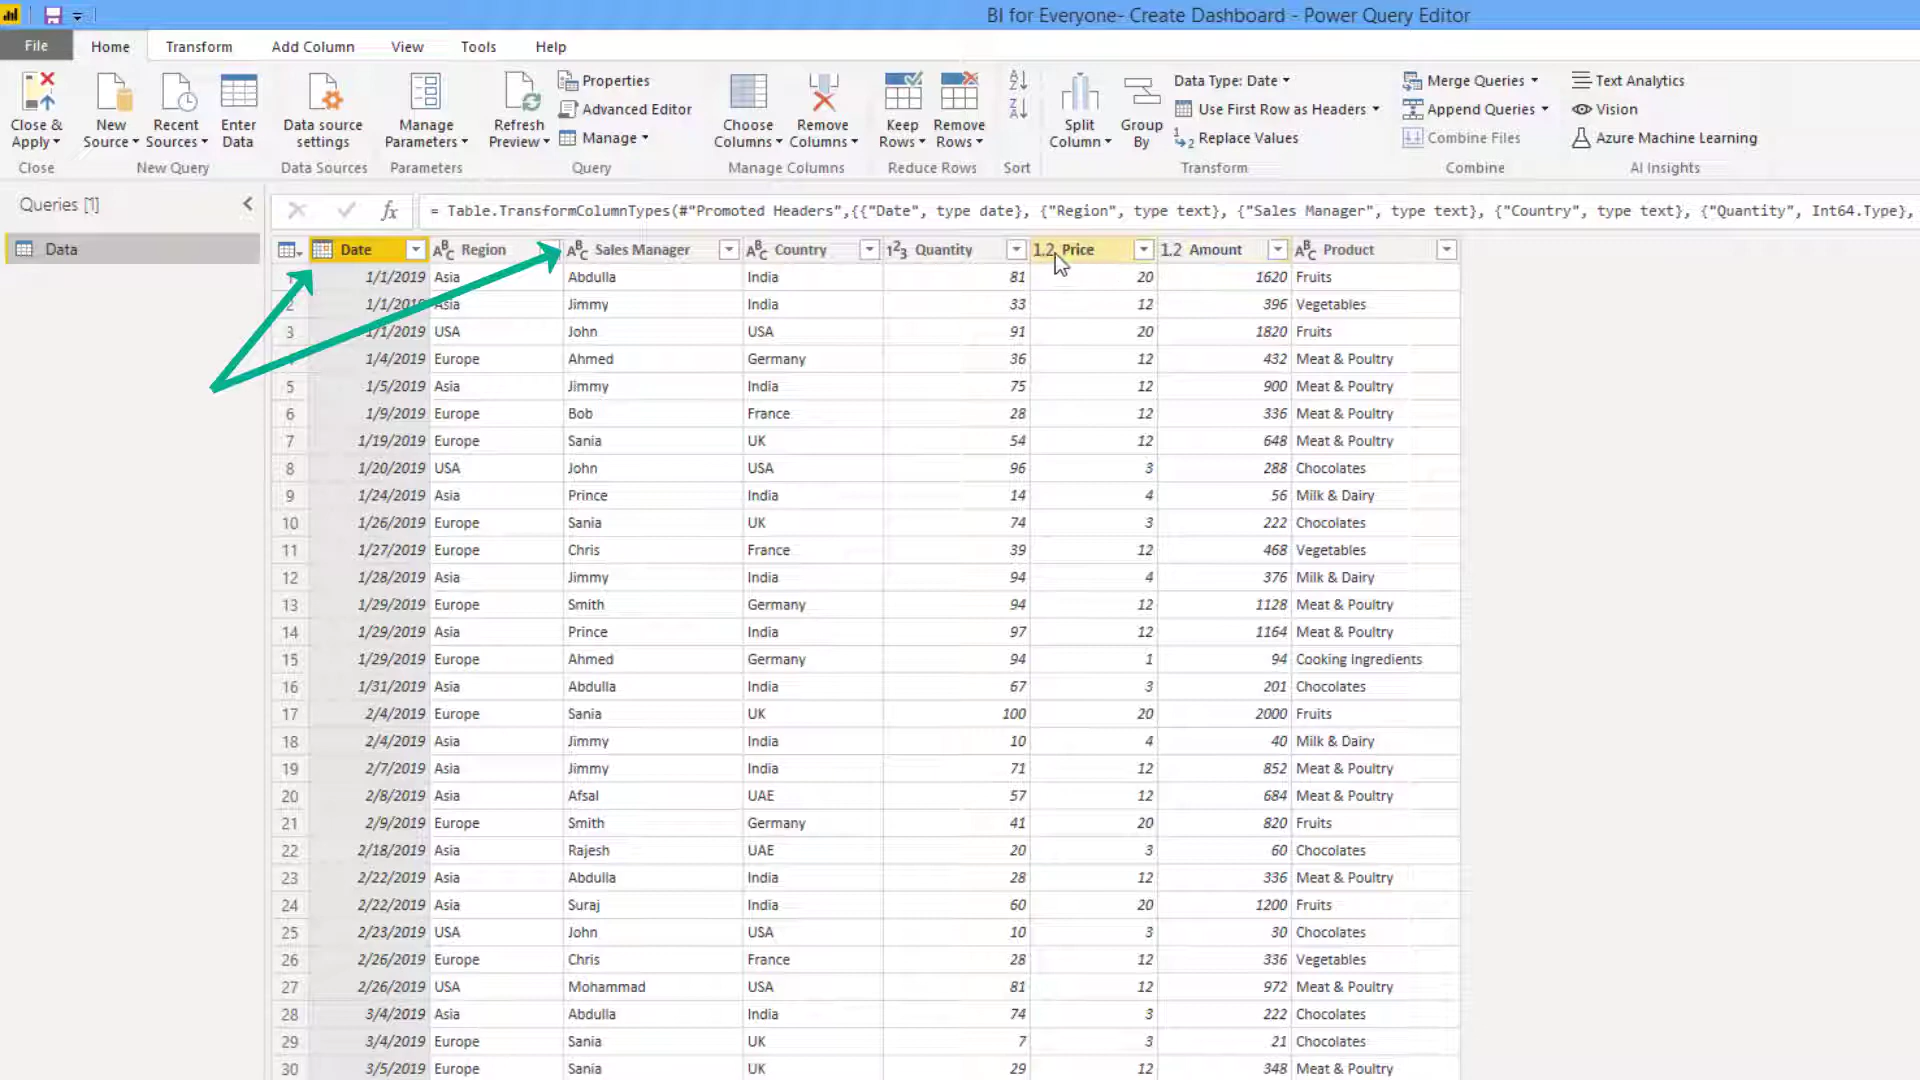 BI for Everyone- Create Dashboard - Power Query Editor
File Home Transform Add Column View Tools Help
Close & Apply
Close
New Source
Recent Sources
Enter Data
New Query
Data source settings
Data Sources
Manage Parameters
Parameters
Refresh Preview
Properties
Advanced Editor
Manage
Query
Choose Columns
Remove Columns
Manage Columns
Keep Rows
Remove Rows
Reduce Rows
A Z
Z A
Sort
Split Column
Group By
Data Type: Date
Use First Row as Headers
1 2 Replace Values
Transform
Merge Queries
Append Queries
Combine Files
Combine
Text Analytics
Vision
Azure Machine Learning
AI Insights
Queries [1]
Data
fx = Table.TransformColumnTypes(#"Promoted Headers",{{"Date", type date}, {"Region", type text}, {"Sales Manager", type text}, {"Country", type text}, {"Quantity", Int64.Type},
Date ABC Region ABC Sales Manager ABC Country 123 Quantity 1.2 Price 1.2 Amount ABC Product
1 1/1/2019 Asia Abdulla India 81 20 1620 Fruits
2 1/1/2019 Asia Jimmy India 33 12 396 Vegetables
3 1/1/2019 USA John USA 91 20 1820 Fruits
4 1/4/2019 Europe Ahmed Germany 36 12 432 Meat & Poultry
5 1/5/2019 Asia Jimmy India 75 12 900 Meat & Poultry
6 1/9/2019 Europe Bob France 28 12 336 Meat & Poultry
7 1/19/2019 Europe Sania UK 54 12 648 Meat & Poultry
8 1/20/2019 USA John USA 96 3 288 Chocolates
9 1/24/2019 Asia Prince India 14 4 56 Milk & Dairy
10 1/26/2019 Europe Sania UK 74 3 222 Chocolates
11 1/27/2019 Europe Chris France 39 12 468 Vegetables
12 1/28/2019 Asia Jimmy India 94 4 376 Milk & Dairy
13 1/29/2019 Europe Smith Germany 94 12 1128 Meat & Poultry
14 1/29/2019 Asia Prince India 97 12 1164 Meat & Poultry
15 1/29/2019 Europe Ahmed Germany 94 1 94 Cooking Ingredients
16 1/31/2019 Asia Abdulla India 67 3 201 Chocolates
17 2/4/2019 Europe Sania UK 100 20 2000 Fruits
18 2/4/2019 Asia Jimmy India 10 4 40 Milk & Dairy
19 2/7/2019 Asia Jimmy India 71 12 852 Meat & Poultry
20 2/8/2019 Asia Afsal UAE 57 12 684 Meat & Poultry
21 2/9/2019 Europe Smith Germany 41 20 820 Fruits
22 2/18/2019 Asia Rajesh UAE 20 3 60 Chocolates
23 2/22/2019 Asia Abdulla India 28 12 336 Meat & Poultry
24 2/22/2019 Asia Suraj India 60 20 1200 Fruits
25 2/23/2019 USA John USA 10 3 30 Chocolates
26 2/26/2019 Europe Chris France 28 12 336 Vegetables
27 2/26/2019 USA Mohammad USA 81 12 972 Meat & Poultry
28 3/4/2019 Asia Abdulla India 74 3 222 Chocolates
29 3/4/2019 Europe Sania UK 7 3 21 Chocolates
30 3/5/2019 Europe Sania UK 29 12 348 Meat & Poultry